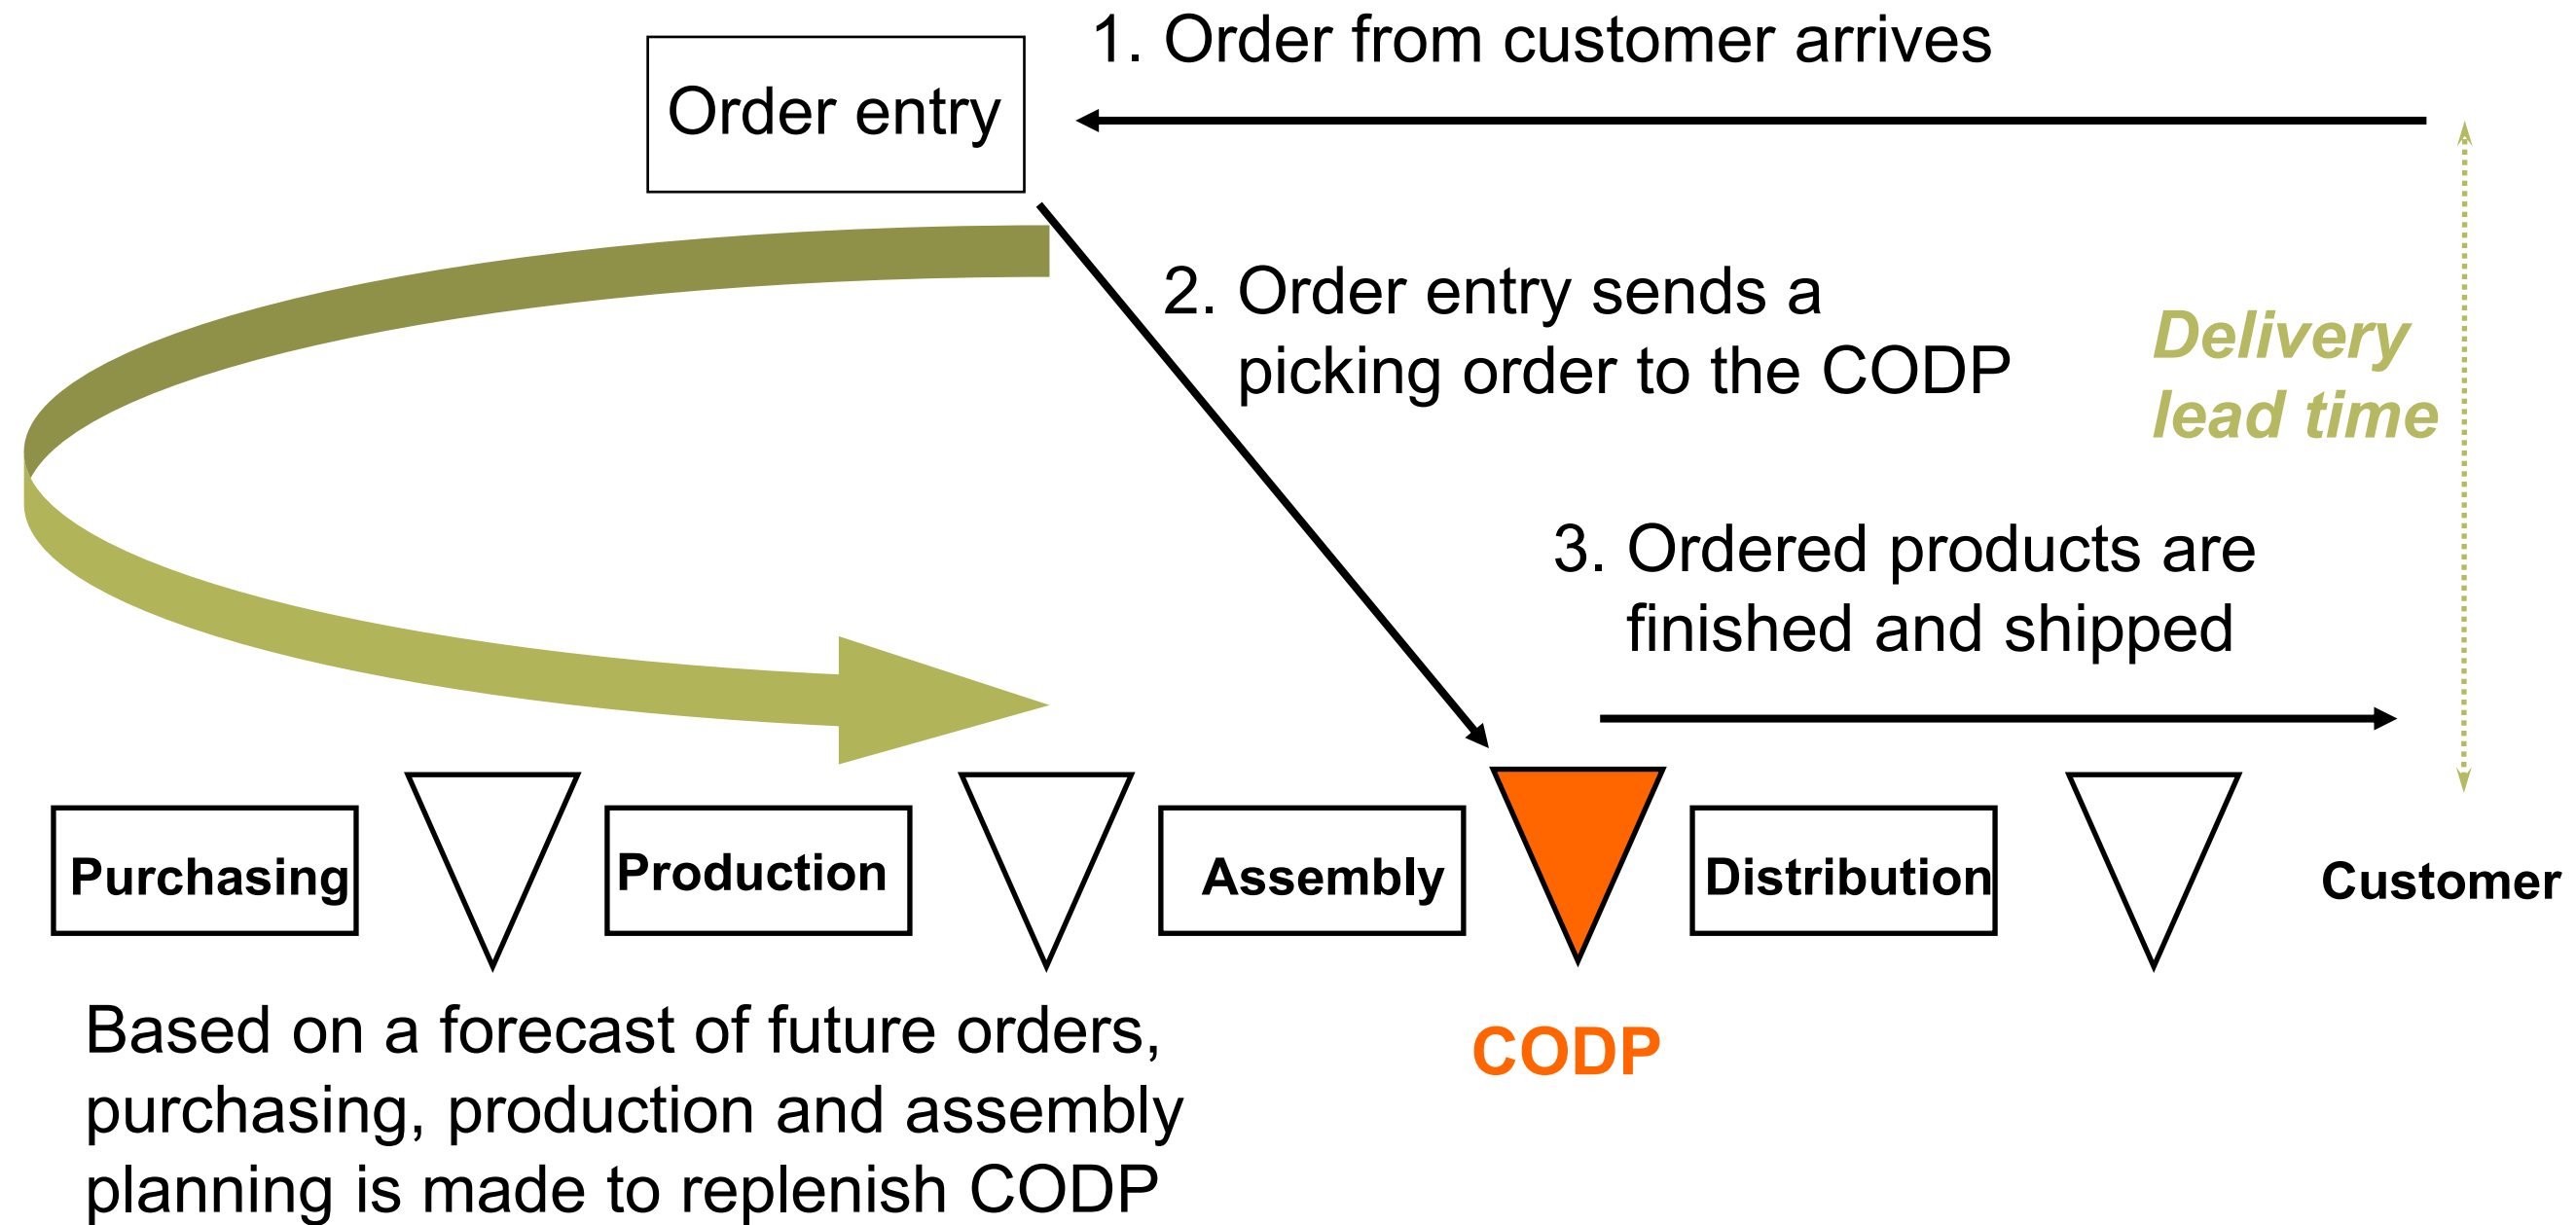 1. Order from customer arrives
Order entry
2. Order entry sends a
picking order to the CODP
Delivery
lead time
3. Ordered products are
finished and shipped
Purchasing
Production
Assembly
Distribution
Customer
CODP
Based on a forecast of future orders,
purchasing, production and assembly
planning is made to replenish CODP